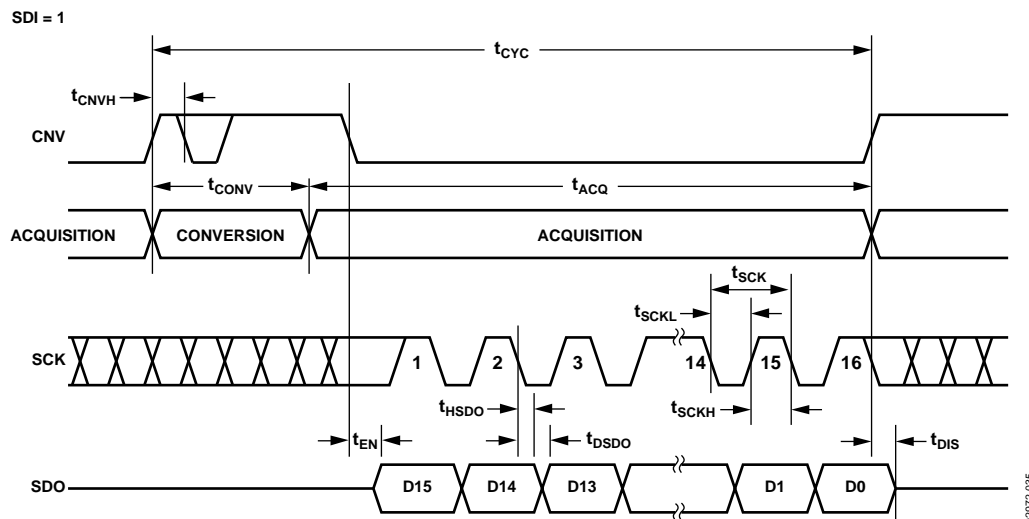 SDI = 1
tCYC
tCNVH
CNV
tCONV
tACQ
ACQUISITION
CONVERSION
ACQUISITION
tSCK
tSCKL
SCK
1
2
3
14
15
16
tHSDO
tSCKH
tEN
tDSDO
tDIS
SDO
D15
D14
D13
D1
D0